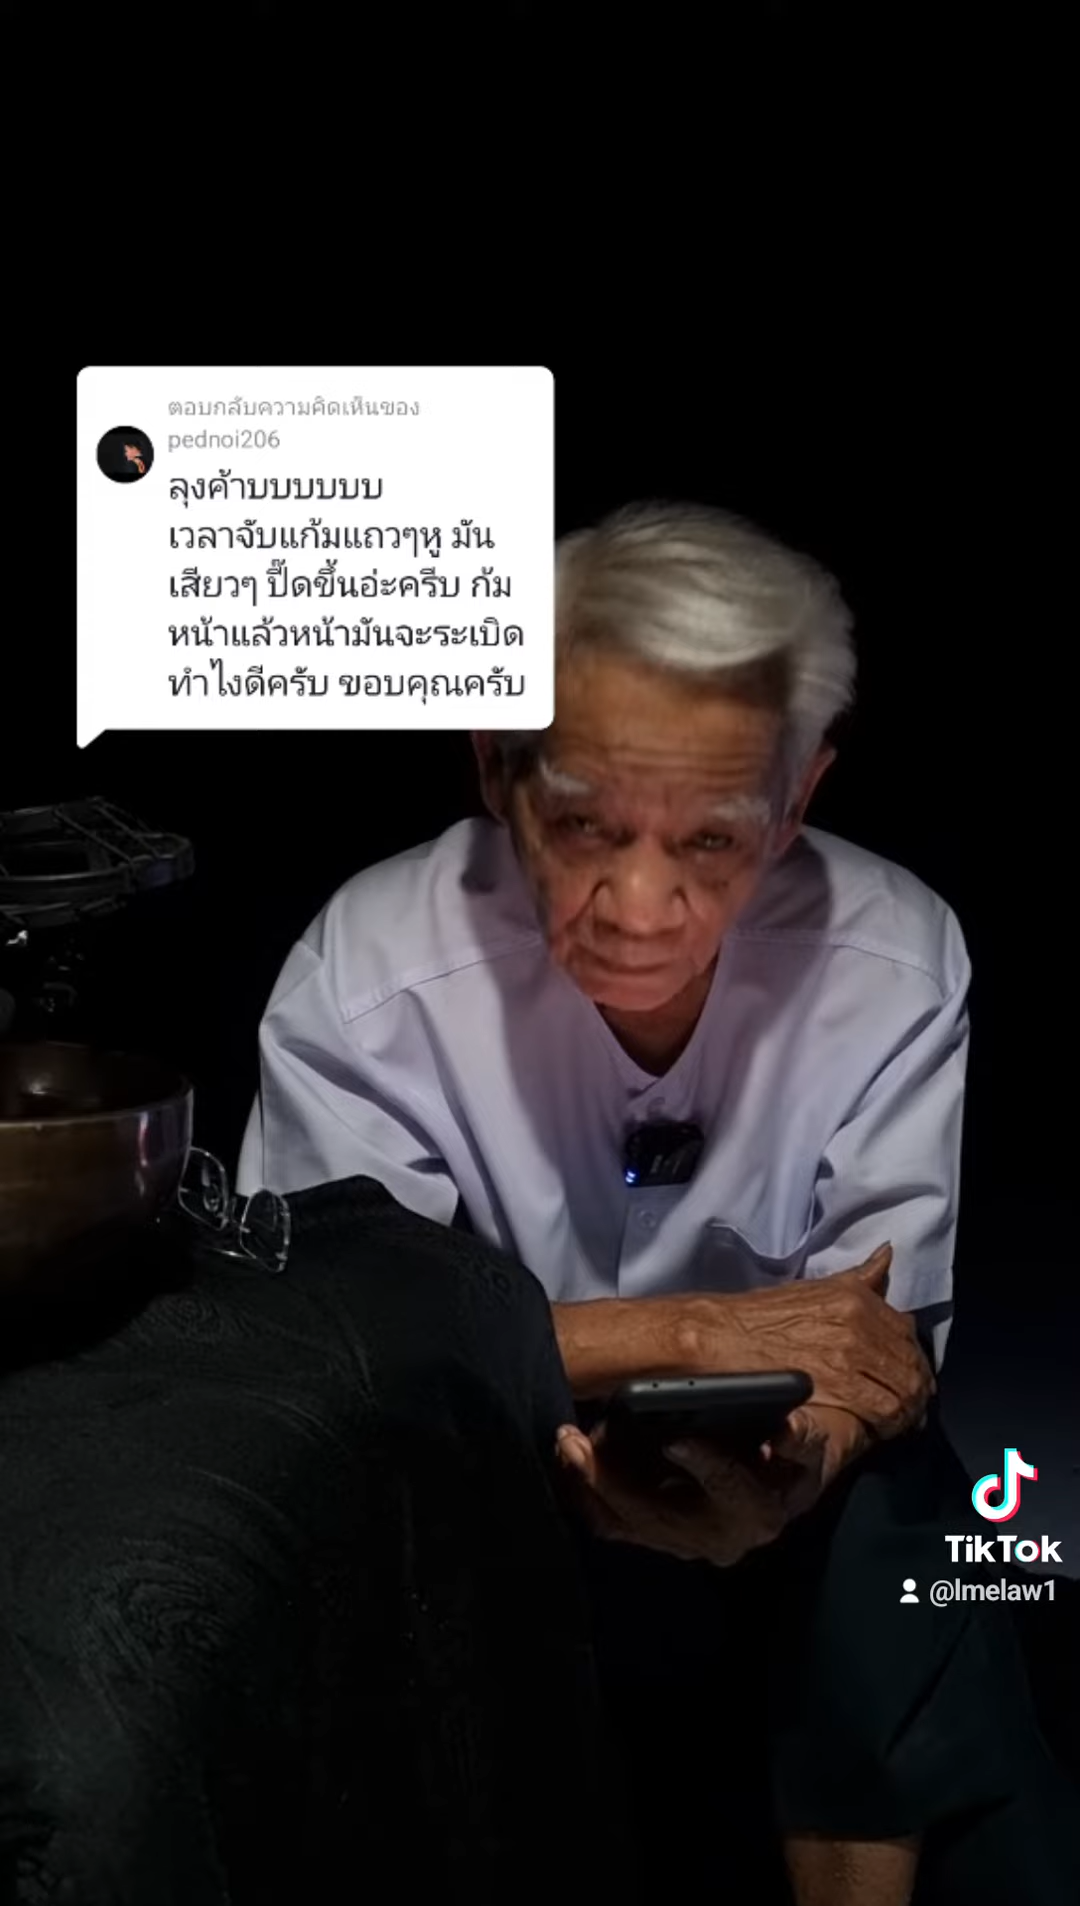 ตอบกลับความคิดเห็นของ
pednoi206
ลุงค้าบบบบบบ
เวลาจับแก้มแถวๆหู มัน
เสียวๆ ปี๊ดขึ้นอ่ะครีบ ก้ม
หน้าแล้วหน้ามันจะระเบิด
ทำไงดีครับ ขอบคุณครับ
TikTok
@lmelaw1